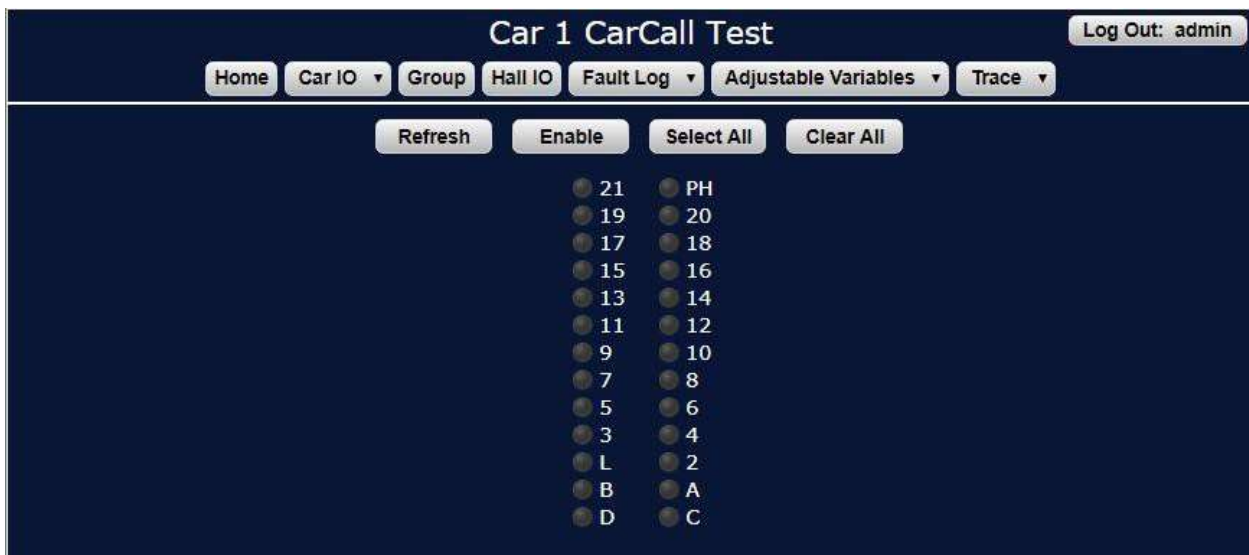 Car 1 CarCall Test
Log Out: admin
Home Car IO Group Hall IO Fault Log Adjustable Variables Trace
Refresh Enable Select All Clear All
21 PH
19 20
17 18
15 16
13 14
11 12
9 10
7 8
5 6
3 4
L 2
B A
D C